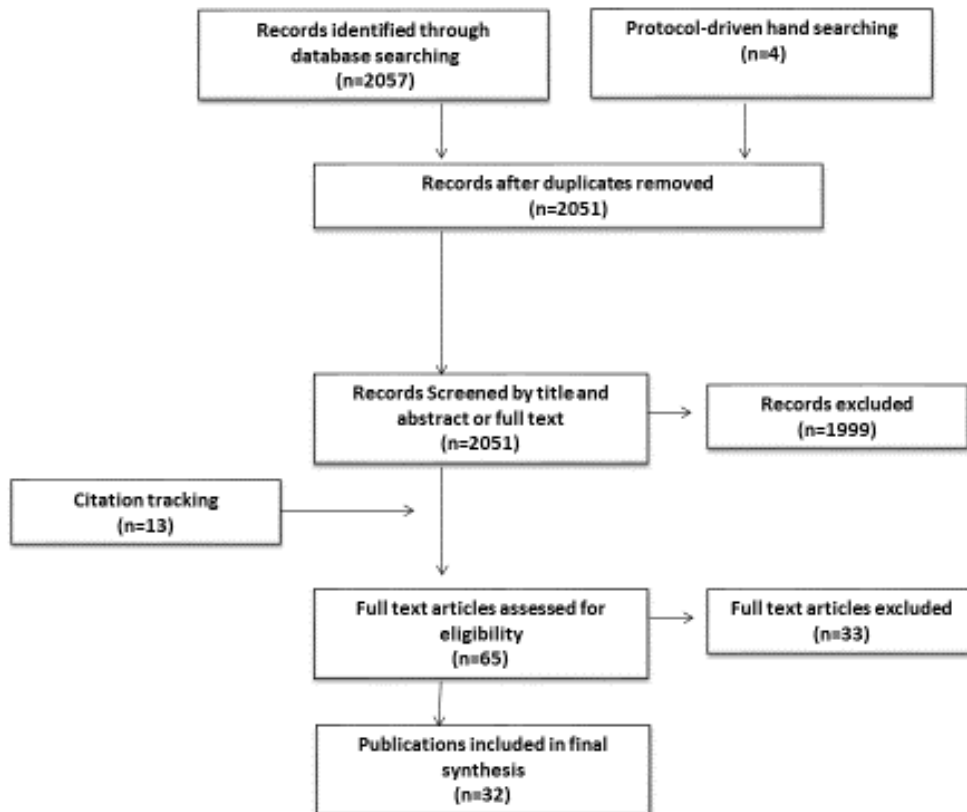 Records identified through
database searching
(n=2057)
Protocol-driven hand searching
(n=4)
Records after duplicates removed
(n=2051)
Records Screened by title and
abstract or full text
(n=2051)
Records excluded
(n=1999)
Citation tracking
(n=13)
Full text articles assessed for
eligibility
(n=65)
Full text articles excluded
(n=33)
Publications included in final
synthesis
(n=32)